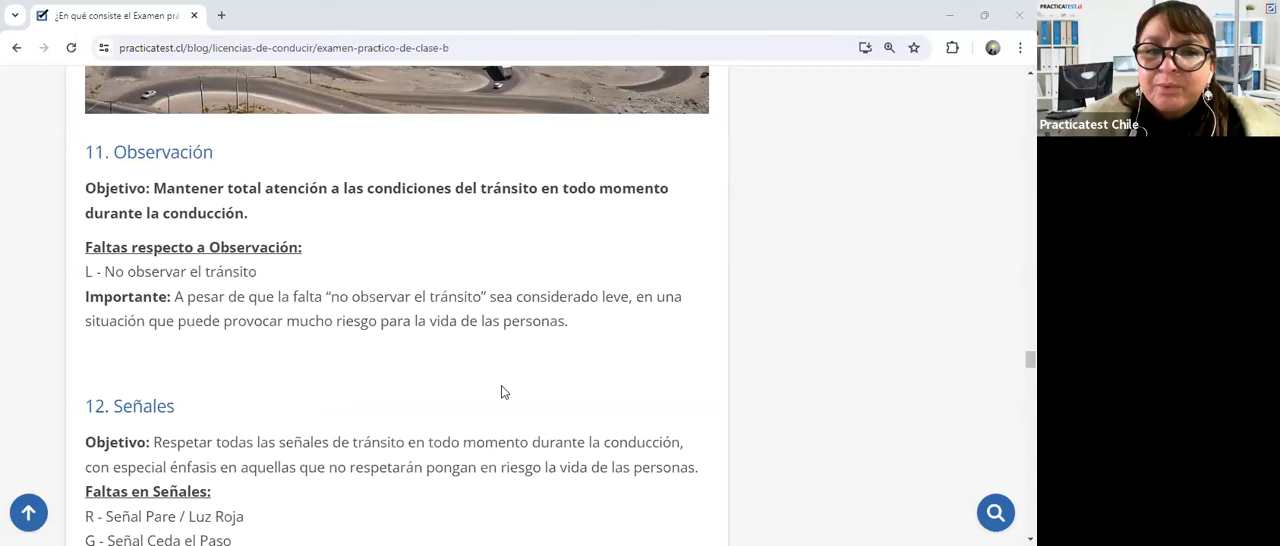 ¿En qué consiste el Examen prá
practicatest.cl/blog/licencias-de-conducir/examen-practico-de-clase-b
PRACTICATEST.cl
Practicatest Chile
11. Observación
Objetivo: Mantener total atención a las condiciones del tránsito en todo momento
durante la conducción.
Faltas respecto a Observación:
L - No observar el tránsito
Importante: A pesar de que la falta “no observar el tránsito” sea considerado leve, en una
situación que puede provocar mucho riesgo para la vida de las personas.
12. Señales
Objetivo: Respetar todas las señales de tránsito en todo momento durante la conducción,
con especial énfasis en aquellas que no respetarán pongan en riesgo la vida de las personas.
Faltas en Señales:
R - Señal Pare / Luz Roja
G - Señal Ceda el Paso